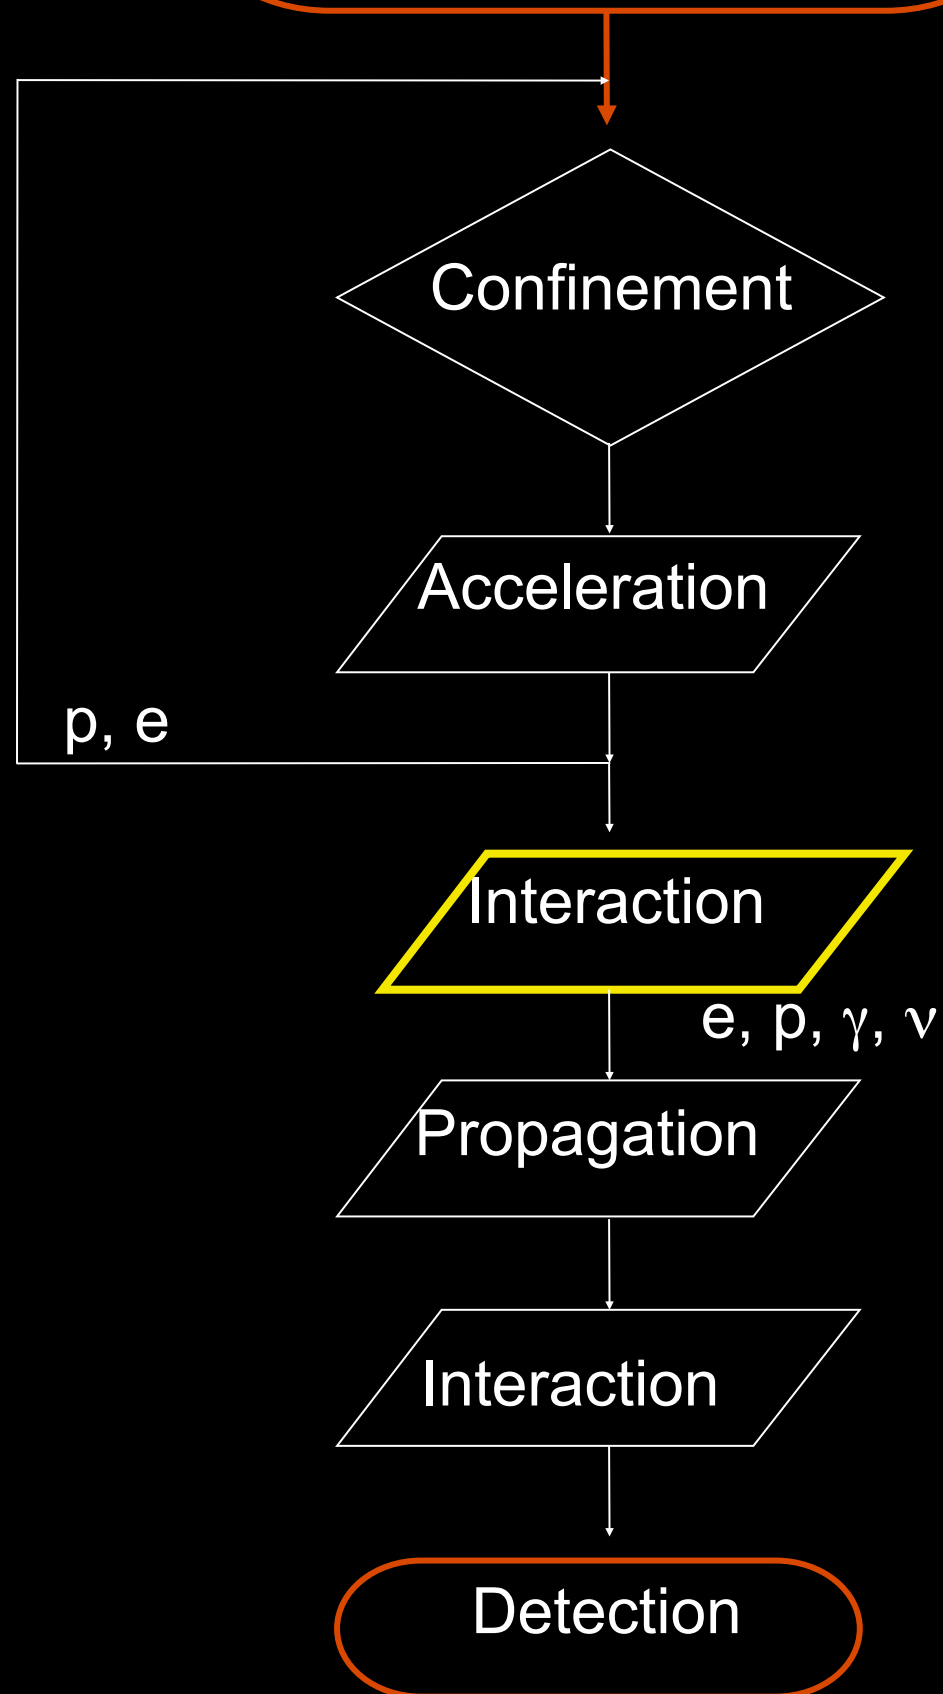 Confinement
Acceleration
p, e
Interaction
e, p, γ, ν
Propagation
Interaction
Detection